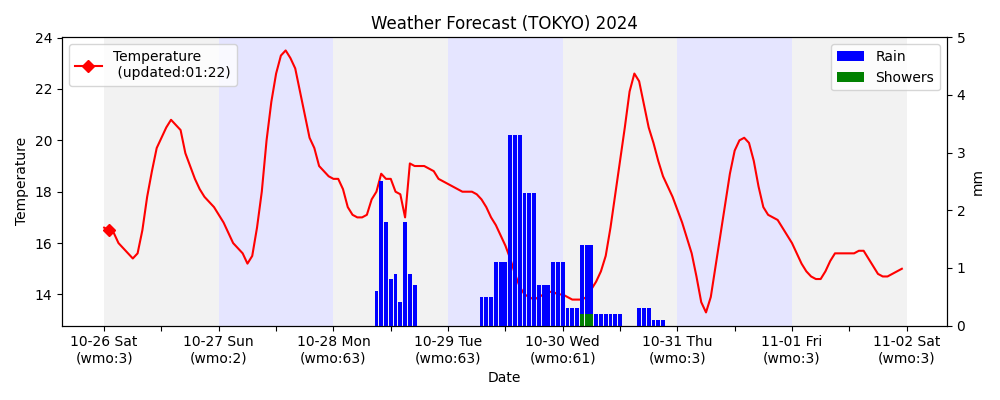 Weather Forecast (TOKYO) 2024
Temperature
(updated:01:22)
Rain
Showers
24
22
20
18
16
14
Temperature
5
4
3
2
1
0
mm
10-26 Sat
(wmo:3)
10-27 Sun
(wmo:2)
10-28 Mon
(wmo:63)
10-29 Tue
(wmo:63)
10-30 Wed
(wmo:61)
10-31 Thu
(wmo:3)
11-01 Fri
(wmo:3)
11-02 Sat
(wmo:3)
Date